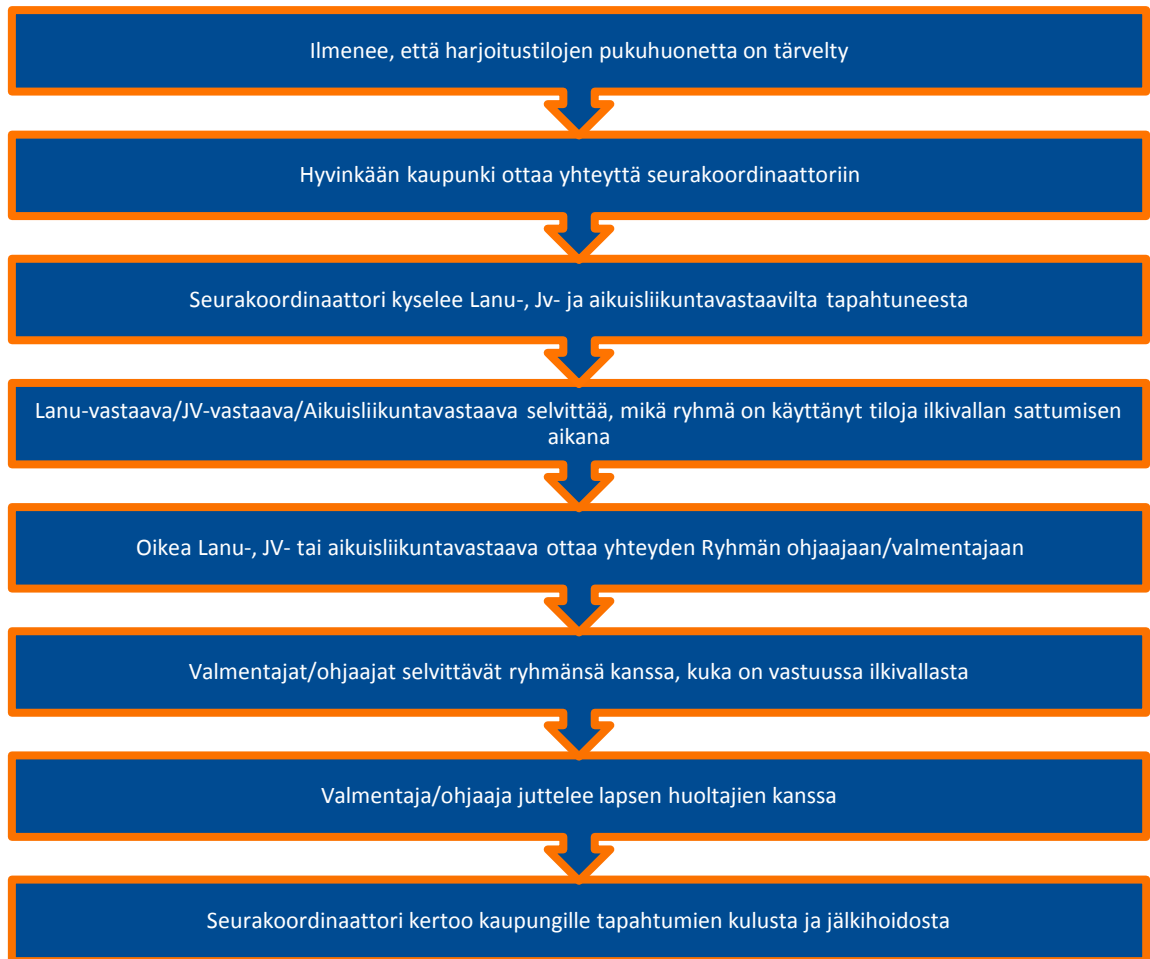 Ilmenee, että harjoitustilojen pukuhuonetta on tärvelty
Hyvinkään kaupunki ottaa yhteyttä seurakoordinaattoriin
Seurakoordinaattori kyselee Lanu-, Jv- ja aikuisliikuntavastaavilta tapahtuneesta
Lanu-vastaava/JV-vastaava/Aikuisliikuntavastaava selvittää, mikä ryhmä on käyttänyt tiloja ilkivallan sattumisen
aikana
Oikea Lanu-, JV- tai aikuisliikuntavastaava ottaa yhteyden Ryhmän ohjaajaan/valmentajaan
Valmentajat/ohjaajat selvittävät ryhmänsä kanssa, kuka on vastuussa ilkivallasta
Valmentaja/ohjaaja juttelee lapsen huoltajien kanssa
Seurakoordinaattori kertoo kaupungille tapahtumien kulusta ja jälkihoidosta